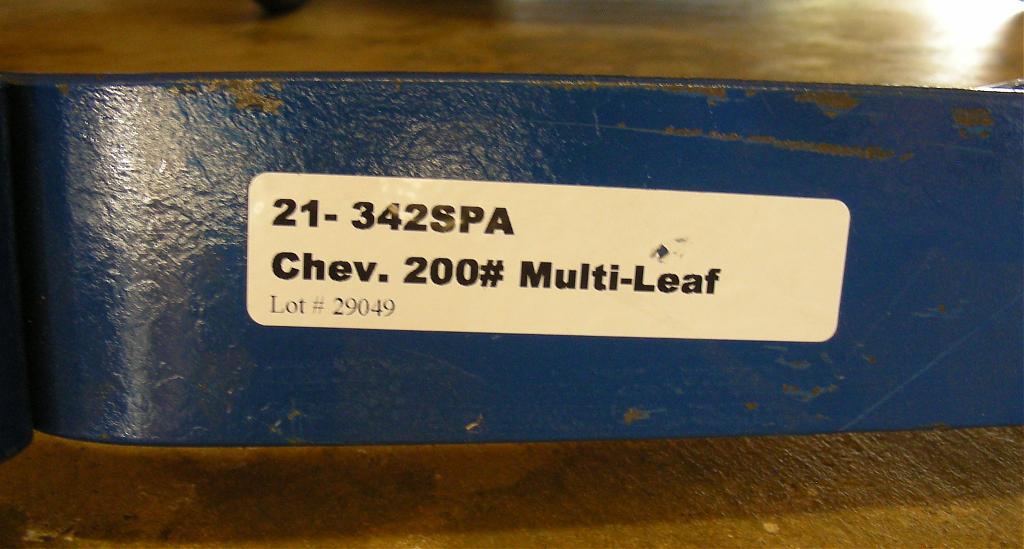 21- 342SPA
Chev. 200# Multi-Leaf
Lot # 29049